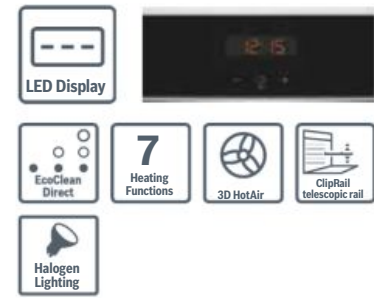 LED Display
12 15
EcoClean
Direct
7
Heating
Functions
3D HotAir
ClipRail
telescopic rail
Halogen
Lighting